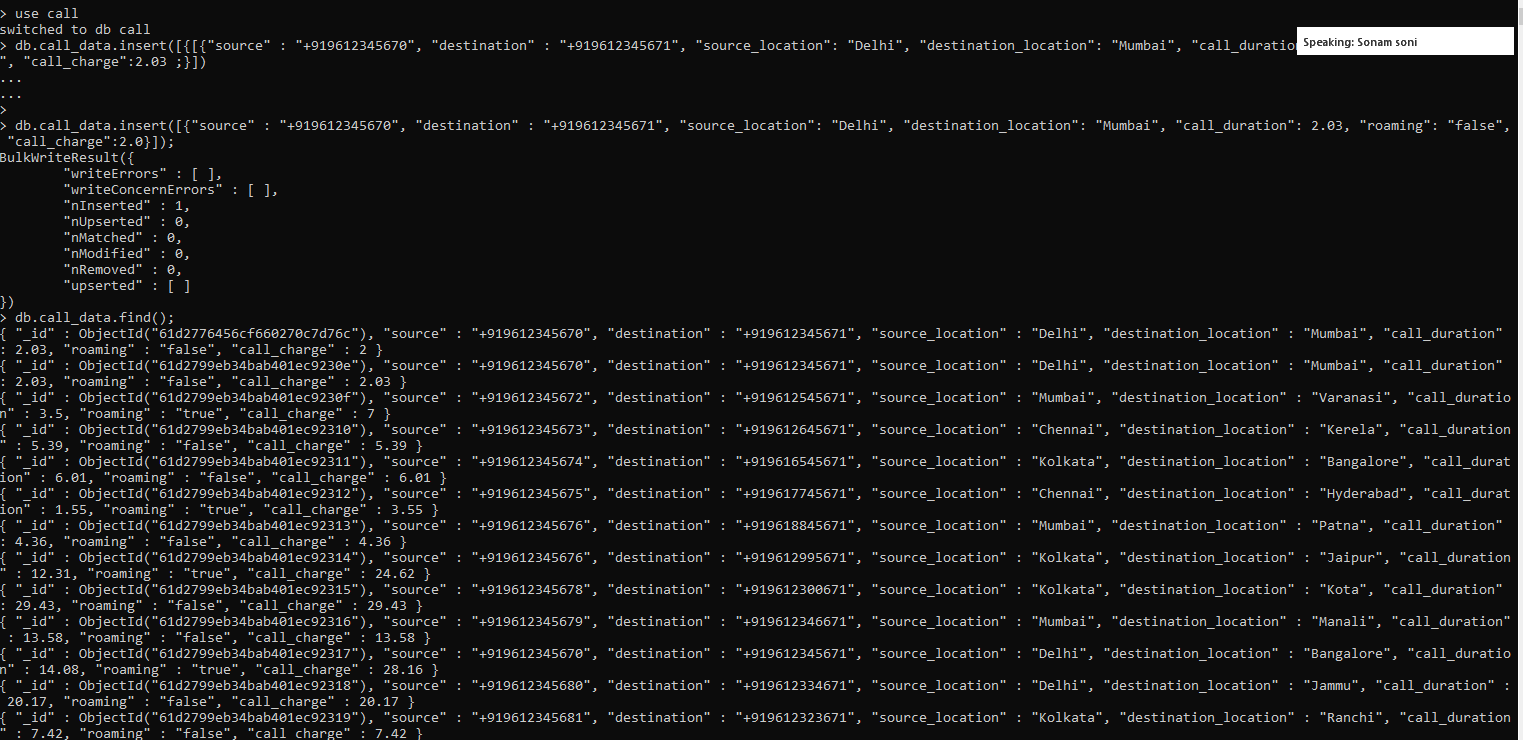 > use call
switched to db call
> db.call_data.insert([{[{"source" : "+919612345670", "destination" : "+919612345671", "source_location": "Delhi", "destination_location": "Mumbai", "call_duration
Speaking: Sonam soni
", "call_charge":2.03 ;}])
...
...
>
> db.call_data.insert([{"source" : "+919612345670", "destination" : "+919612345671", "source_location": "Delhi", "destination_location": "Mumbai", "call_duration": 2.03, "roaming": "false",
 "call_charge":2.0}]);
BulkWriteResult({
        "writeErrors" : [ ],
        "writeConcernErrors" : [ ],
        "nInserted" : 1,
        "nUpserted" : 0,
        "nMatched" : 0,
        "nModified" : 0,
        "nRemoved" : 0,
        "upserted" : [ ]
})
> db.call_data.find();
{ "_id" : ObjectId("61d2776456cf660270c7d76c"), "source" : "+919612345670", "destination" : "+919612345671", "source_location" : "Delhi", "destination_location" : "Mumbai", "call_duration"
: 2.03, "roaming" : "false", "call_charge" : 2 }
{ "_id" : ObjectId("61d2799eb34bab401ec9230e"), "source" : "+919612345670", "destination" : "+919612345671", "source_location" : "Delhi", "destination_location" : "Mumbai", "call_duration"
: 2.03, "roaming" : "false", "call_charge" : 2.03 }
{ "_id" : ObjectId("61d2799eb34bab401ec9230f"), "source" : "+919612345672", "destination" : "+919612545671", "source_location" : "Mumbai", "destination_location" : "Varanasi", "call_duratio
n" : 3.5, "roaming" : "true", "call_charge" : 7 }
{ "_id" : ObjectId("61d2799eb34bab401ec92310"), "source" : "+919612345673", "destination" : "+919612645671", "source_location" : "Chennai", "destination_location" : "Kerela", "call_duration
" : 5.39, "roaming" : "false", "call_charge" : 5.39 }
{ "_id" : ObjectId("61d2799eb34bab401ec92311"), "source" : "+919612345674", "destination" : "+919616545671", "source_location" : "Kolkata", "destination_location" : "Bangalore", "call_durat
ion" : 6.01, "roaming" : "false", "call_charge" : 6.01 }
{ "_id" : ObjectId("61d2799eb34bab401ec92312"), "source" : "+919612345675", "destination" : "+919617745671", "source_location" : "Chennai", "destination_location" : "Hyderabad", "call_durat
ion" : 1.55, "roaming" : "true", "call_charge" : 3.55 }
{ "_id" : ObjectId("61d2799eb34bab401ec92313"), "source" : "+919612345676", "destination" : "+919618845671", "source_location" : "Mumbai", "destination_location" : "Patna", "call_duration"
: 4.36, "roaming" : "false", "call_charge" : 4.36 }
{ "_id" : ObjectId("61d2799eb34bab401ec92314"), "source" : "+919612345676", "destination" : "+919612995671", "source_location" : "Kolkata", "destination_location" : "Jaipur", "call_duration
" : 12.31, "roaming" : "true", "call_charge" : 24.62 }
{ "_id" : ObjectId("61d2799eb34bab401ec92315"), "source" : "+919612345678", "destination" : "+919612300671", "source_location" : "Kolkata", "destination_location" : "Kota", "call_duration"
: 29.43, "roaming" : "false", "call_charge" : 29.43 }
{ "_id" : ObjectId("61d2799eb34bab401ec92316"), "source" : "+919612345679", "destination" : "+919612346671", "source_location" : "Mumbai", "destination_location" : "Manali", "call_duration"
 : 13.58, "roaming" : "false", "call_charge" : 13.58 }
{ "_id" : ObjectId("61d2799eb34bab401ec92317"), "source" : "+919612345670", "destination" : "+919612345671", "source_location" : "Delhi", "destination_location" : "Bangalore", "call_duratio
n" : 14.08, "roaming" : "true", "call_charge" : 28.16 }
{ "_id" : ObjectId("61d2799eb34bab401ec92318"), "source" : "+919612345680", "destination" : "+919612334671", "source_location" : "Delhi", "destination_location" : "Jammu", "call_duration" :
 20.17, "roaming" : "false", "call_charge" : 20.17 }
{ "_id" : ObjectId("61d2799eb34bab401ec92319"), "source" : "+919612345681", "destination" : "+919612323671", "source_location" : "Kolkata", "destination_location" : "Ranchi", "call_duration
" : 7.42, "roaming" : "false", "call_charge" : 7.42 }